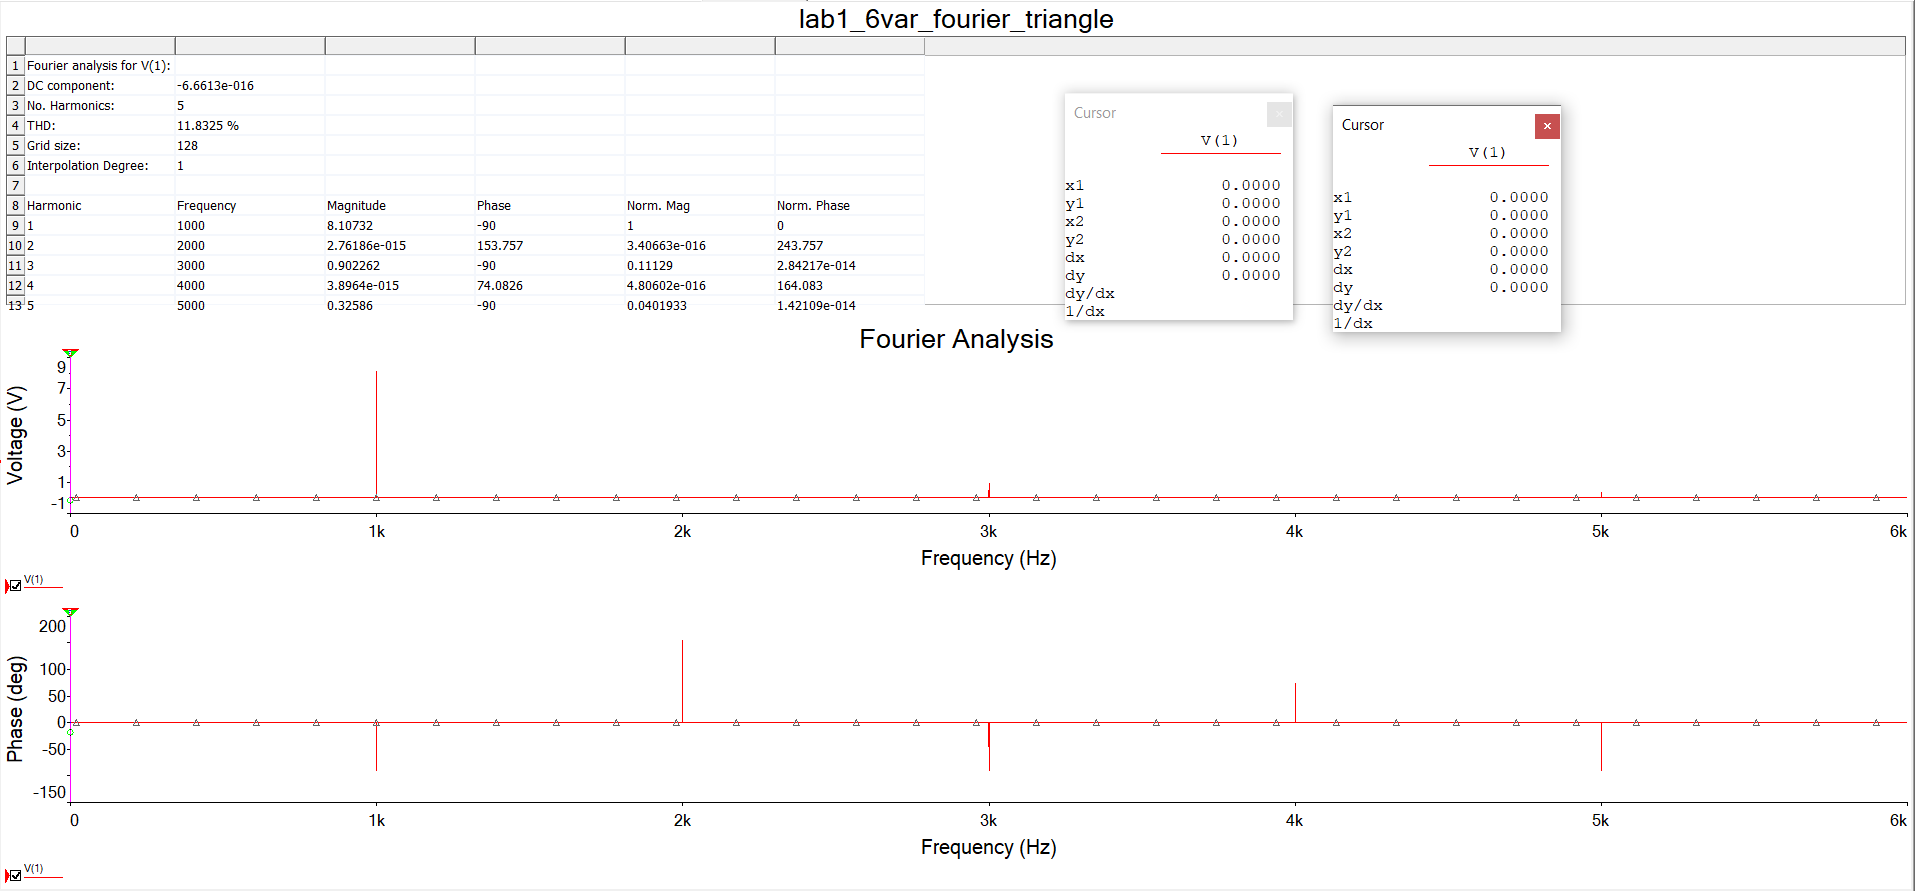 lab1_6var_fourier_triangle
1 Fourier analysis for V(1):
2 DC component: -6.6613e-016
3 No. Harmonics: 5
4 THD: 11.8325 %
5 Grid size: 128
6 Interpolation Degree: 1
7
8 Harmonic Frequency Magnitude Phase Norm. Mag Norm. Phase
9 1 1000 8.10732 -90 1 0
10 2 2000 2.76186e-015 153.757 3.40663e-016 243.757
11 3 3000 0.902262 -90 0.11129 2.84217e-014
12 4 4000 3.8964e-015 74.0826 4.80602e-016 164.083
13 5 5000 0.32586 -90 0.0401933 1.42109e-014
Cursor ×
V(1)
x1 0.0000
y1 0.0000
x2 0.0000
y2 0.0000
dx 0.0000
dy 0.0000
dy/dx
1/dx
Cursor ×
V(1)
x1 0.0000
y1 0.0000
x2 0.0000
y2 0.0000
dx 0.0000
dy 0.0000
dy/dx
1/dx
Fourier Analysis
Voltage (V)
9
7
5
3
1
-1
0 1k 2k 3k 4k 5k 6k
Frequency (Hz)
V(1)
Phase (deg)
200
100
50
0
-50
-150
0 1k 2k 3k 4k 5k 6k
Frequency (Hz)
V(1)